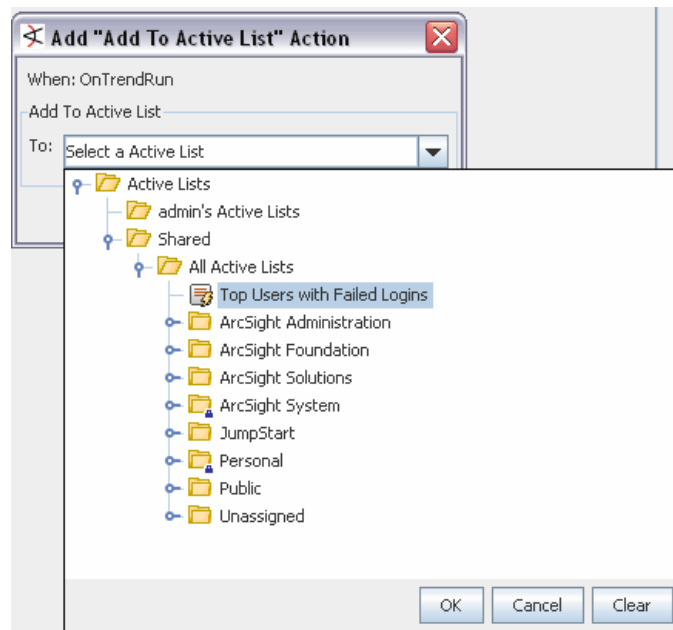 Add "Add To Active List" Action
When: OnTrendRun
Add To Active List
To: Select a Active List
Active Lists
admin's Active Lists
Shared
All Active Lists
Top Users with Failed Logins
ArcSight Administration
ArcSight Foundation
ArcSight Solutions
ArcSight System
JumpStart
Personal
Public
Unassigned
OK Cancel Clear